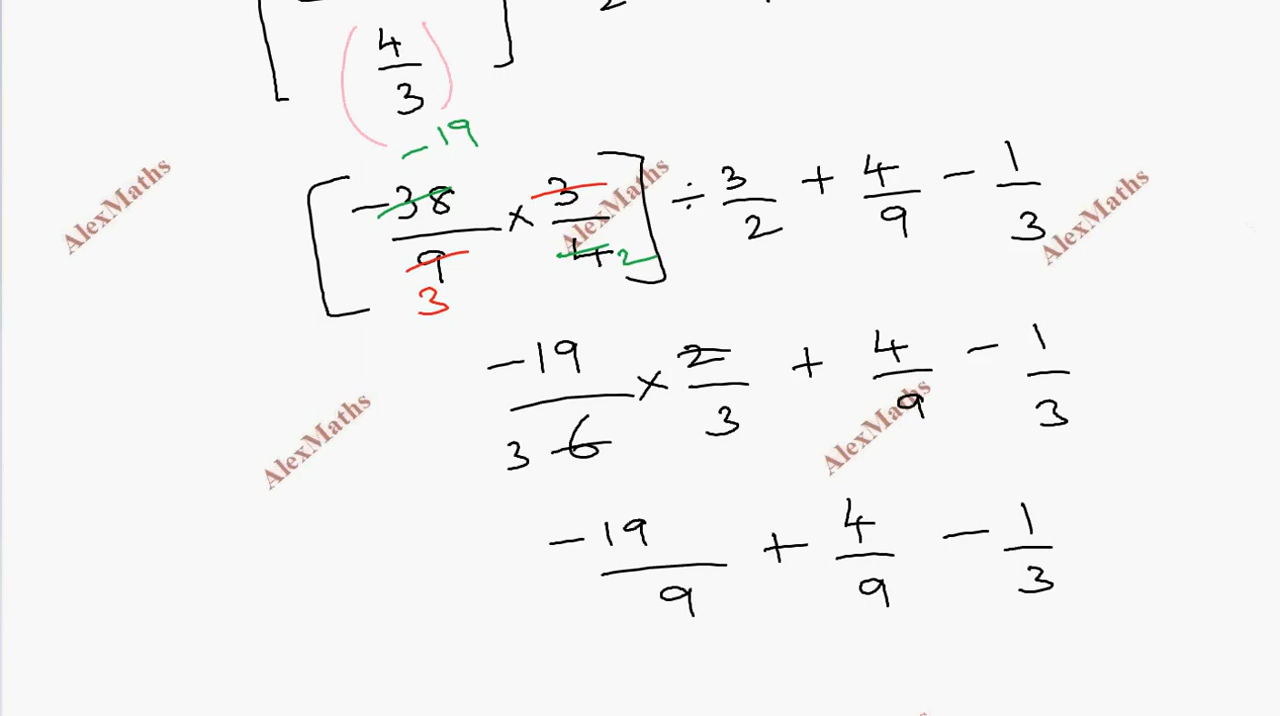 [ (4/3) ] 2
-19
[ -38/9 × 3/4 ] ÷ 3/2 + 4/9 - 1/3
3 2
-19/6 × 2/3 + 4/9 - 1/3
3
-19/9 + 4/9 - 1/3
AlexMaths
AlexMaths
AlexMaths
AlexMaths
AlexMaths